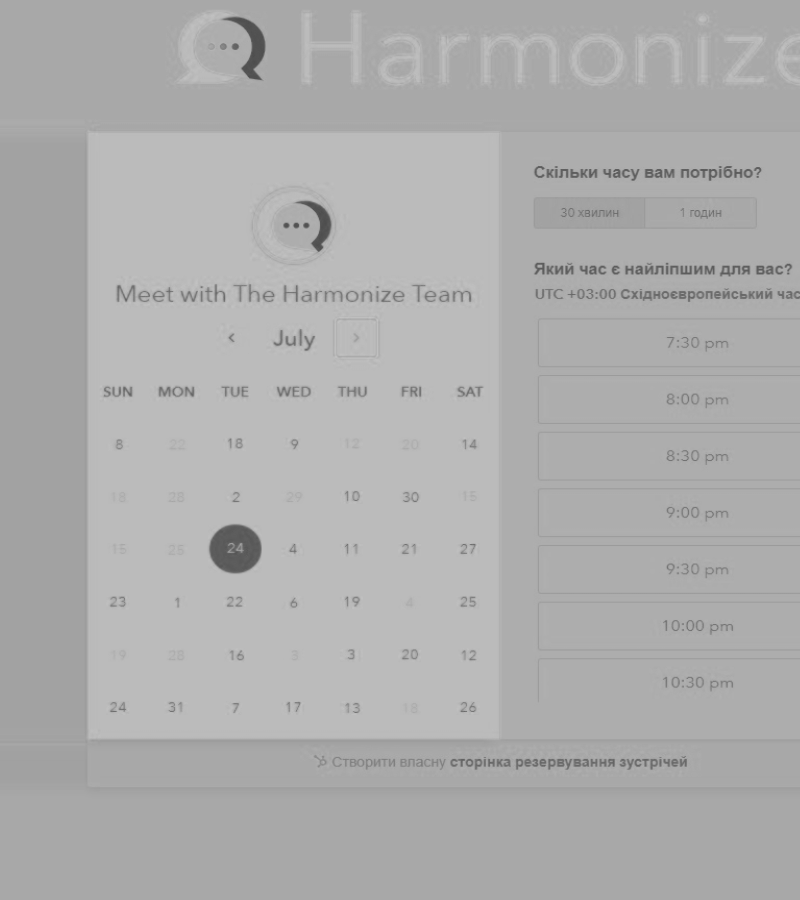 Harmonize
Meet with The Harmonize Team
July
SUN MON TUE WED THU FRI SAT
8 22 18 9 12 20 14
18 28 2 29 10 30 15
15 25 24 4 11 21 27
23 1 22 6 19 4 25
19 28 16 3 3 20 12
24 31 7 17 13 18 26
Скільки часу вам потрібно?
30 хвилин 1 годин
Який час є найліпшим для вас?
UTC +03:00 Східноєвропейський час
7:30 pm
8:00 pm
8:30 pm
9:00 pm
9:30 pm
10:00 pm
10:30 pm
Створити власну сторінка резервування зустрічей